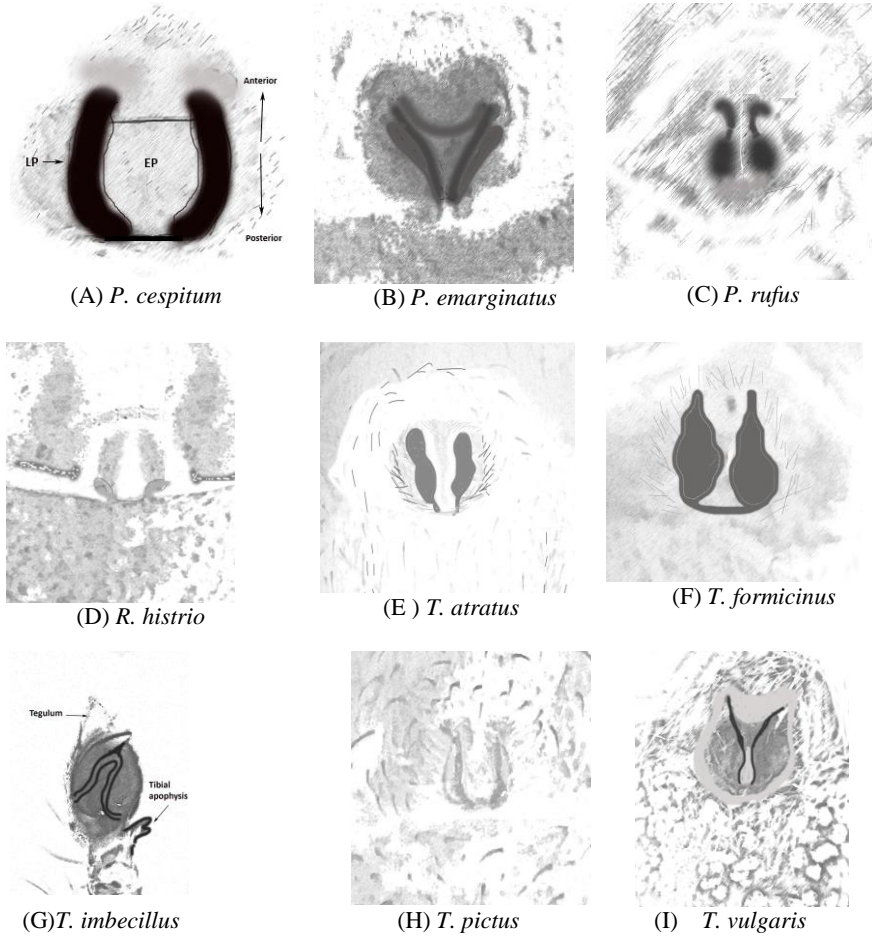 Anterior
LP
EP
Posterior
(A) P. cespitum
(B) P. emarginatus
(C) P. rufus
(D) R. histrio
(E ) T. atratus
(F) T. formicinus
Tegulum
Tibial
apophysis
(G)T. imbecillus
(H) T. pictus
(I) T. vulgaris